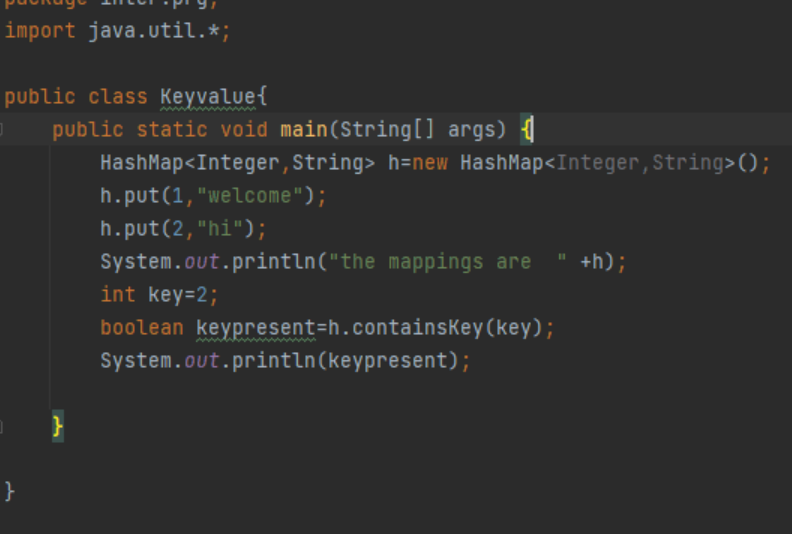 package inter.prg;
import java.util.*;
public class Keyvalue{
public static void main(String[] args) {
HashMap<Integer,String> h=new HashMap<Integer,String>();
h.put(1,"welcome");
h.put(2,"hi");
System.out.println("the mappings are  " +h);
int key=2;
boolean keypresent=h.containsKey(key);
System.out.println(keypresent);
}
}